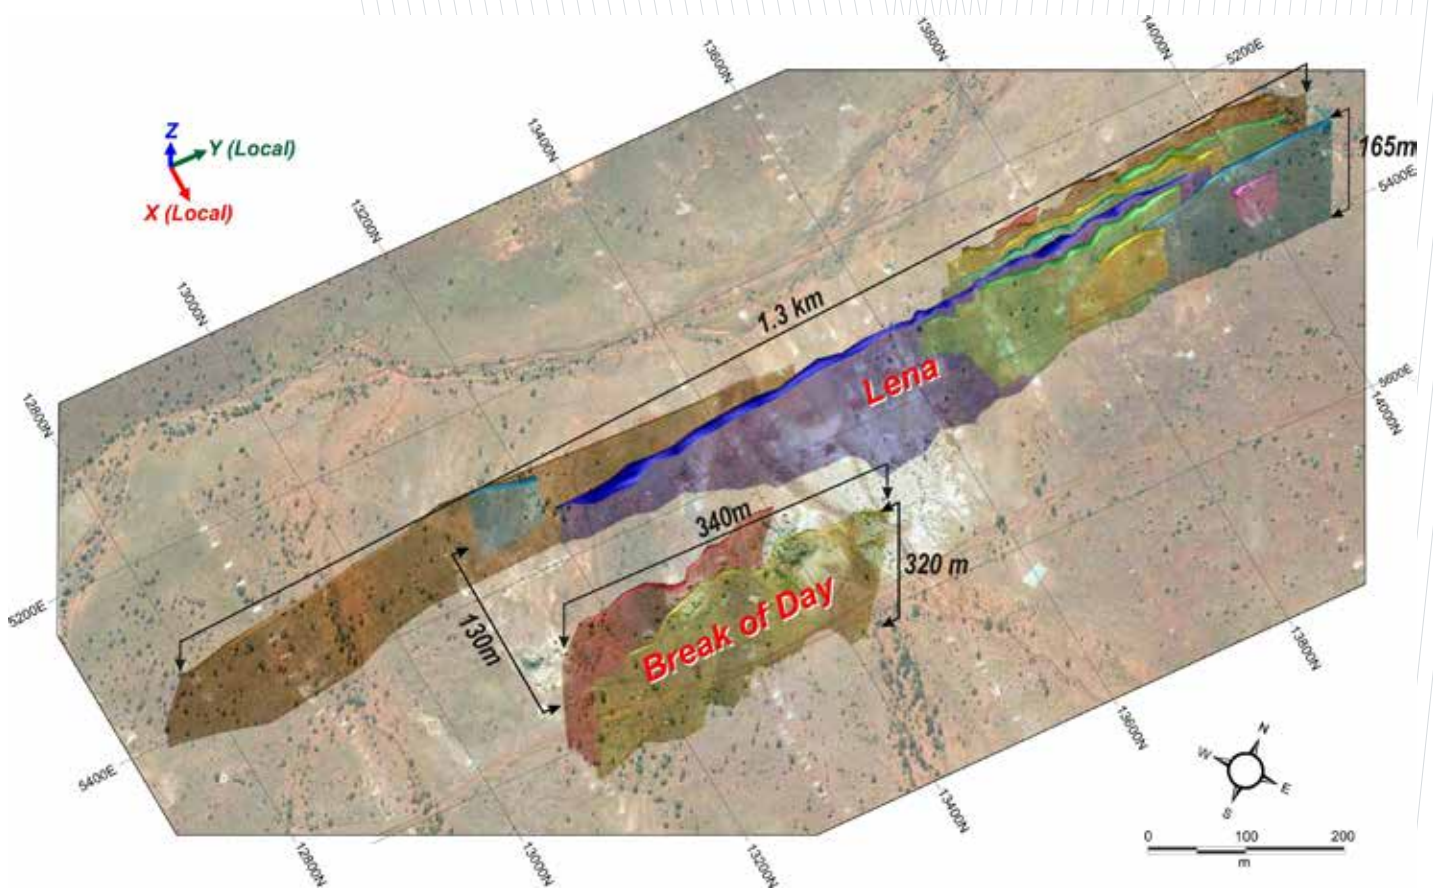 13800N
14000N
5200E
13600N
165m
13400N
Z
Y (Local)
X (Local)
5400E
13200N
13000N
1.3 km
Lena
5600E
12800N
14000N
340m
320 m
5200E
130m
Break of Day
13800N
13600N
5400E
N
W
E
S
13400N
0 100 200
m
12800N
13000N
13200N